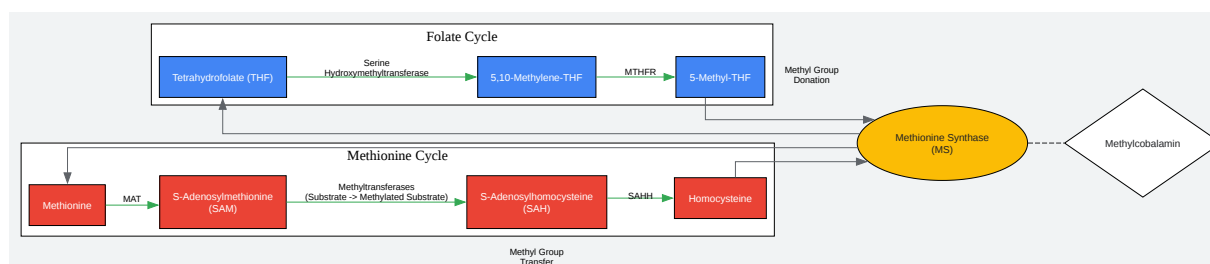 Folate Cycle
Tetrahydrofolate (THF)
Serine
Hydroxymethyltransferase
5,10-Methylene-THF
MTHFR
5-Methyl-THF
Methyl Group
Donation
Methionine Synthase
(MS)
Methylcobalamin
Methionine Cycle
Methionine
MAT
S-Adenosylmethionine
(SAM)
Methyltransferases
(Substrate -> Methylated Substrate)
S-Adenosylhomocysteine
(SAH)
SAHH
Homocysteine
Methyl Group
Transfer